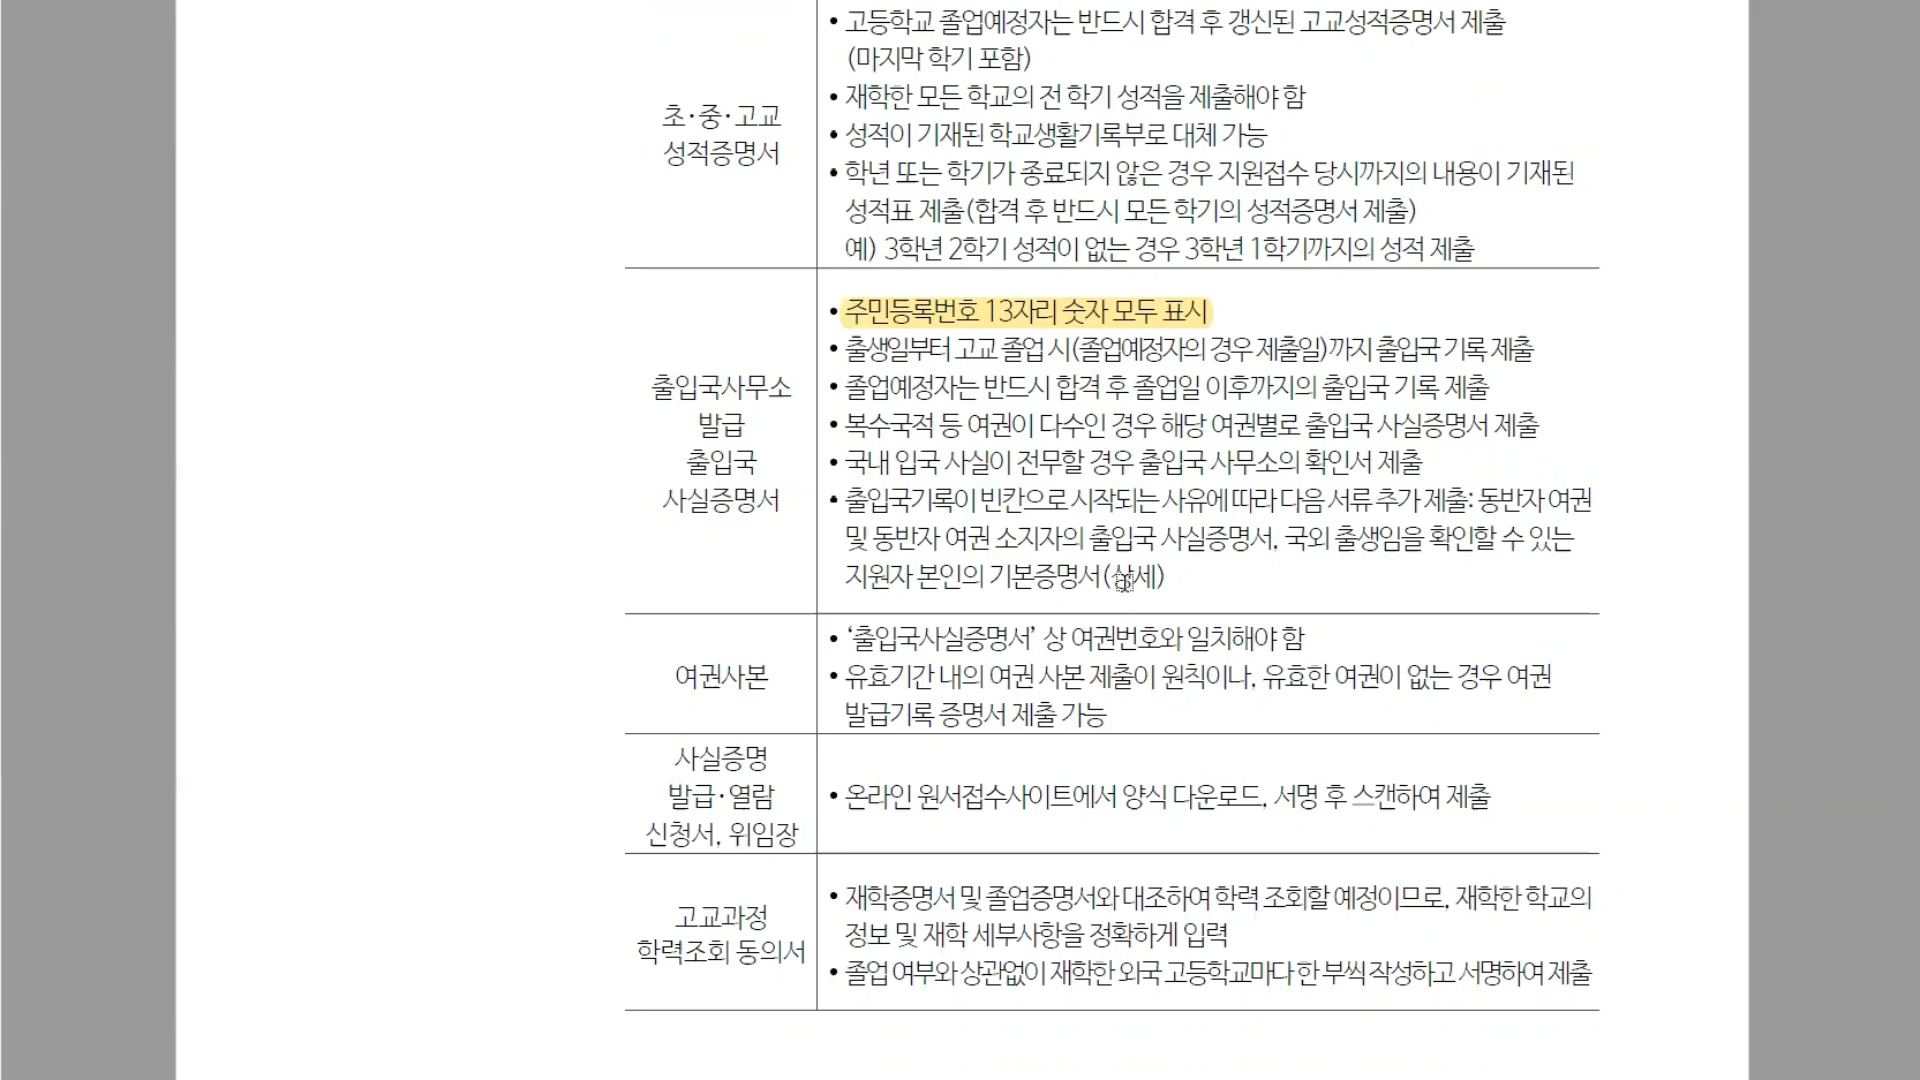 • 고등학교 졸업예정자는 반드시 합격 후 갱신된 고교성적증명서 제출
(마지막 학기 포함)
초·중·고교
성적증명서
• 재학한 모든 학교의 전 학기 성적을 제출해야 함
• 성적이 기재된 학교생활기록부로 대체 가능
• 학년 또는 학기가 종료되지 않은 경우 지원접수 당시까지의 내용이 기재된
성적표 제출(합격 후 반드시 모든 학기의 성적증명서 제출)
예) 3학년 2학기 성적이 없는 경우 3학년 1학기까지의 성적 제출
출입국사무소
발급
출입국
사실증명서
• 주민등록번호 13자리 숫자 모두 표시
• 출생일부터 고교 졸업 시(졸업예정자의 경우 제출일)까지 출입국 기록 제출
• 졸업예정자는 반드시 합격 후 졸업일 이후까지의 출입국 기록 제출
• 복수국적 등 여권이 다수인 경우 해당 여권별로 출입국 사실증명서 제출
• 국내 입국 사실이 전무할 경우 출입국 사무소의 확인서 제출
• 출입국기록이 빈칸으로 시작되는 사유에 따라 다음 서류 추가 제출: 동반자 여권
및 동반자 여권 소지자의 출입국 사실증명서, 국외 출생임을 확인할 수 있는
지원자 본인의 기본증명서(상세)
여권사본
• ‘출입국사실증명서’ 상 여권번호와 일치해야 함
• 유효기간 내의 여권 사본 제출이 원칙이나, 유효한 여권이 없는 경우 여권
발급기록 증명서 제출 가능
사실증명
발급·열람
신청서, 위임장
• 온라인 원서접수사이트에서 양식 다운로드, 서명 후 스캔하여 제출
고교과정
학력조회 동의서
• 재학증명서 및 졸업증명서와 대조하여 학력 조회할 예정이므로, 재학한 학교의
정보 및 재학 세부사항을 정확하게 입력
• 졸업 여부와 상관없이 재학한 외국 고등학교마다 한 부씩 작성하고 서명하여 제출